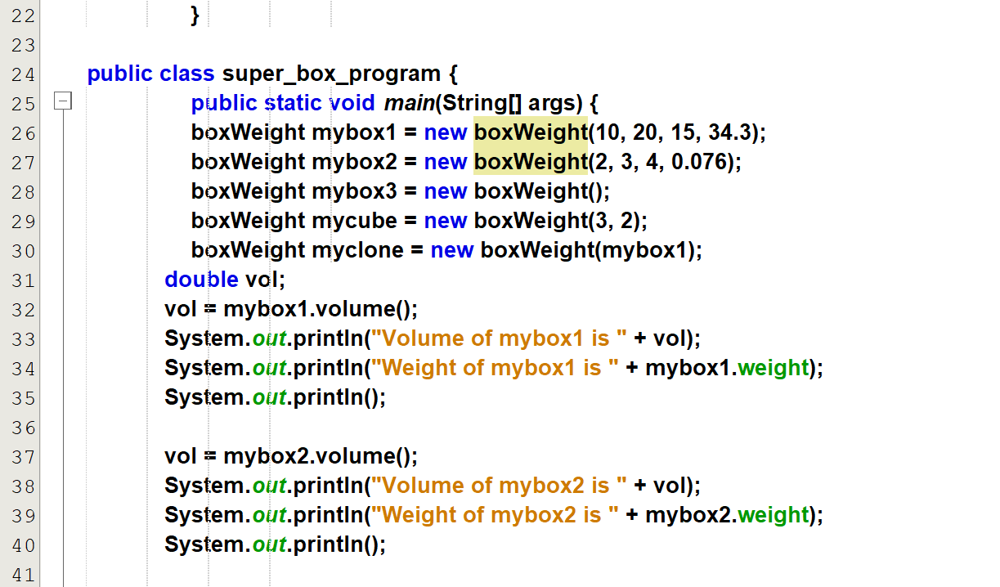 22 }
23
24 public class super_box_program {
25 public static void main(String[] args) {
26 boxWeight mybox1 = new boxWeight(10, 20, 15, 34.3);
27 boxWeight mybox2 = new boxWeight(2, 3, 4, 0.076);
28 boxWeight mybox3 = new boxWeight();
29 boxWeight mycube = new boxWeight(3, 2);
30 boxWeight myclone = new boxWeight(mybox1);
31 double vol;
32 vol = mybox1.volume();
33 System.out.println("Volume of mybox1 is " + vol);
34 System.out.println("Weight of mybox1 is " + mybox1.weight);
35 System.out.println();
36
37 vol = mybox2.volume();
38 System.out.println("Volume of mybox2 is " + vol);
39 System.out.println("Weight of mybox2 is " + mybox2.weight);
40 System.out.println();
41